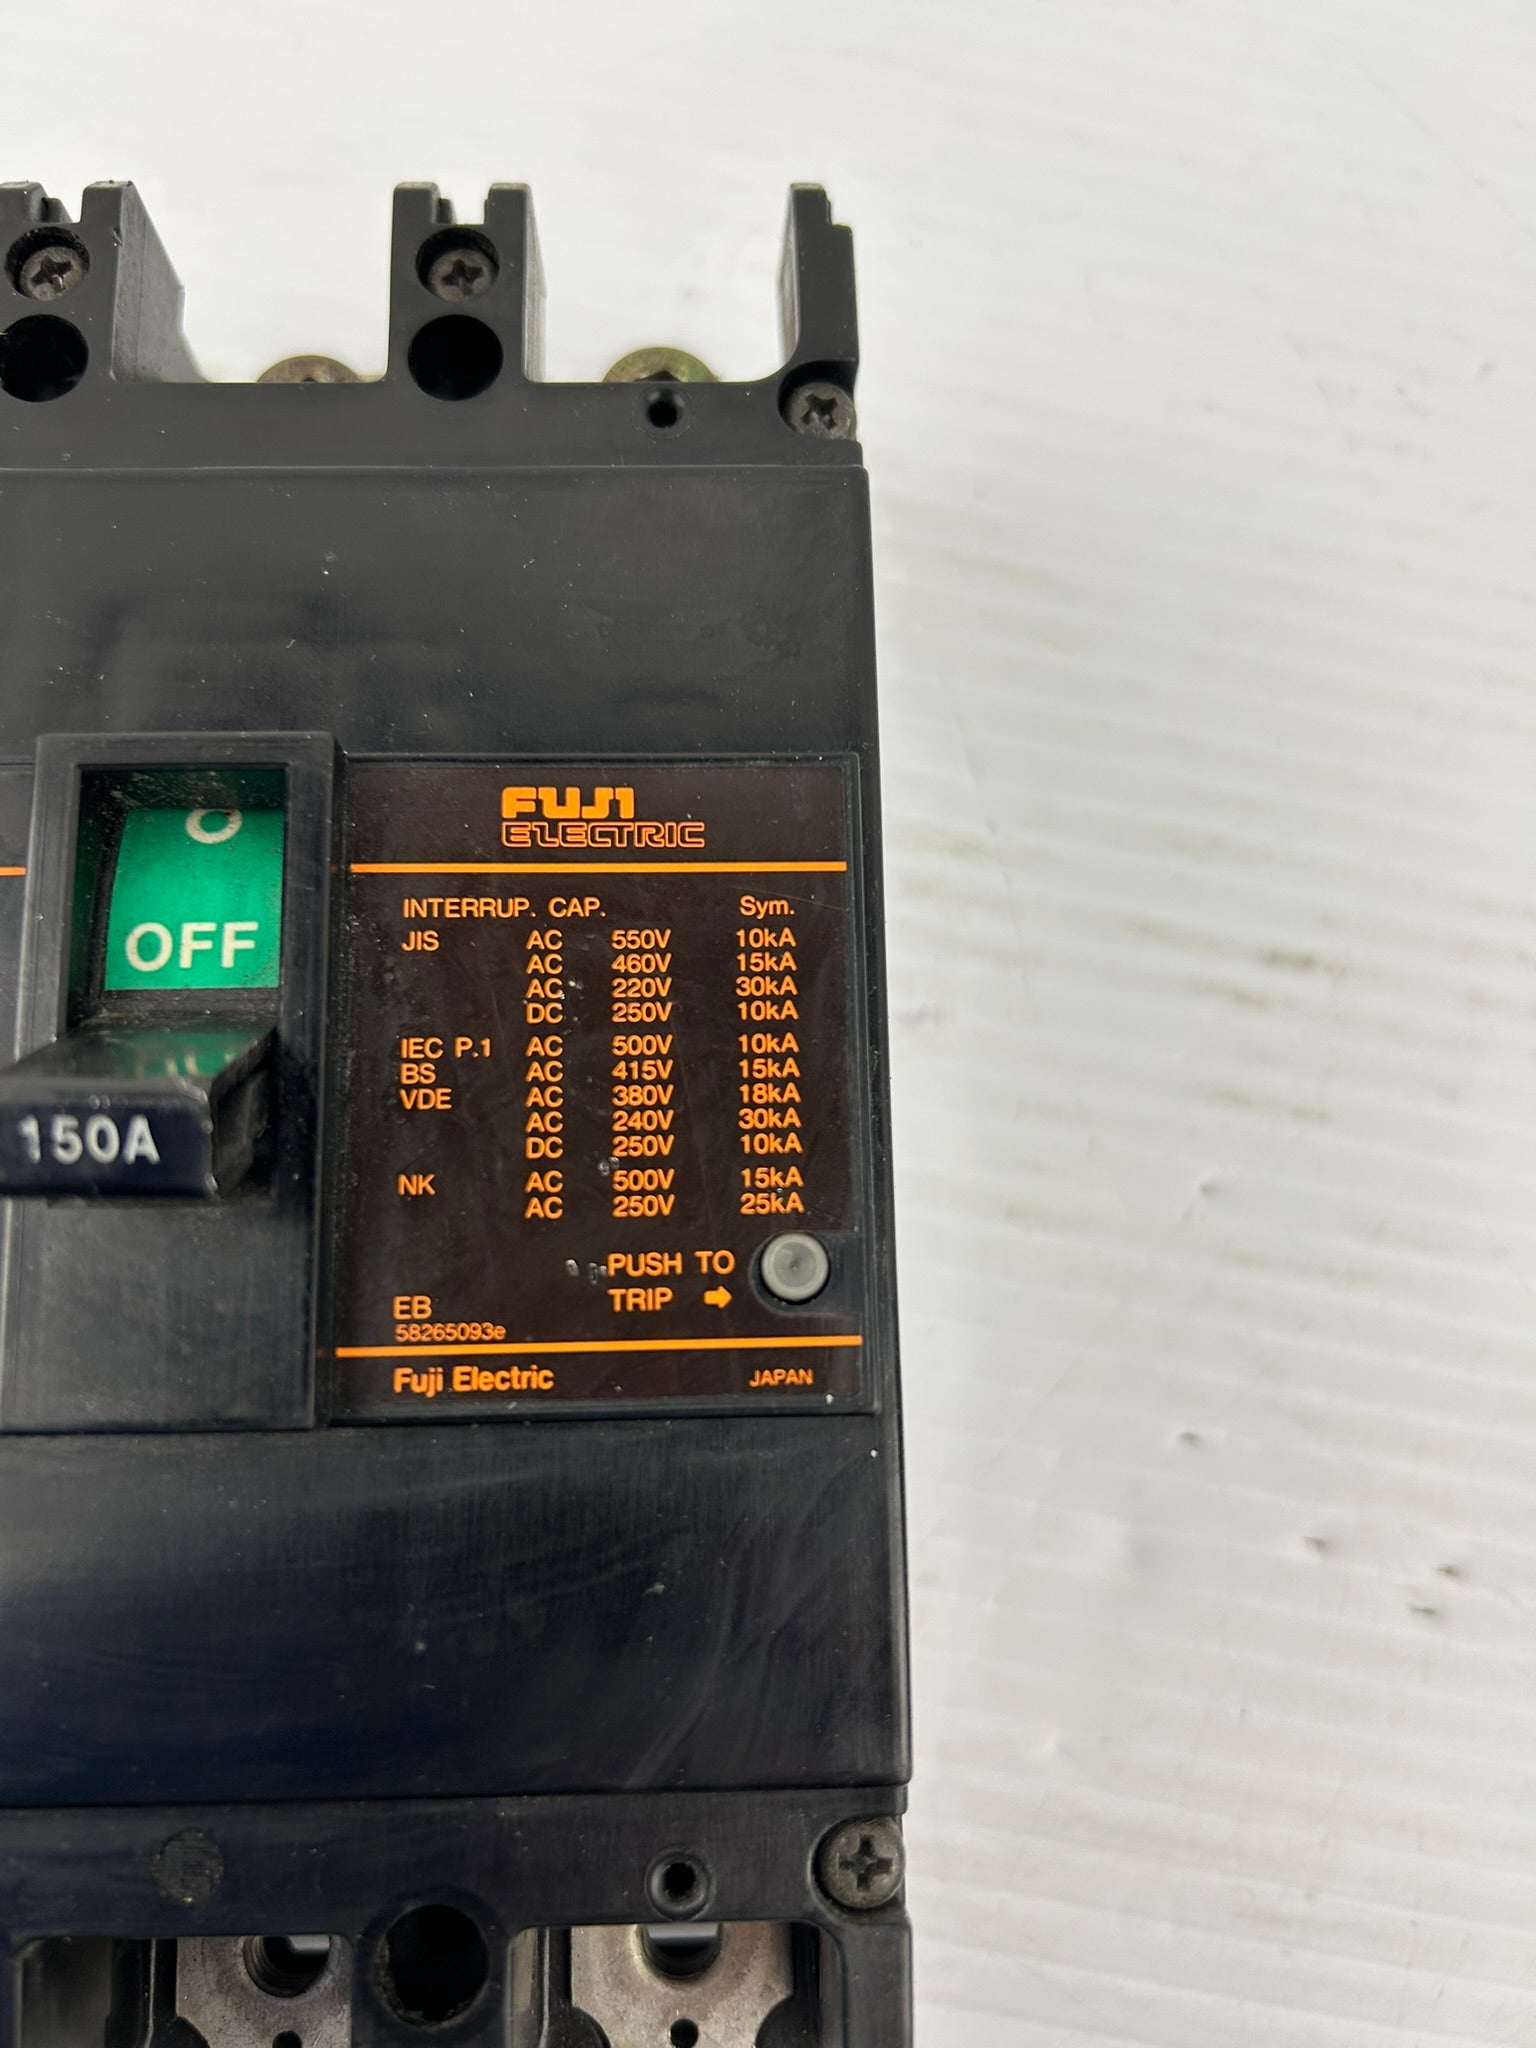 FUJI
ELECTRIC
O
OFF
150A
INTERRUP. CAP. Sym.
JIS AC 550V 10kA
AC 460V 15kA
AC 220V 30kA
DC 250V 10kA
IEC P.1 AC 500V 10kA
BS AC 415V 15kA
VDE AC 380V 18kA
AC 240V 30kA
DC 250V 10kA
NK AC 500V 15kA
AC 250V 25kA
PUSH TO
TRIP ➡
EB
58265093e
Fuji Electric JAPAN